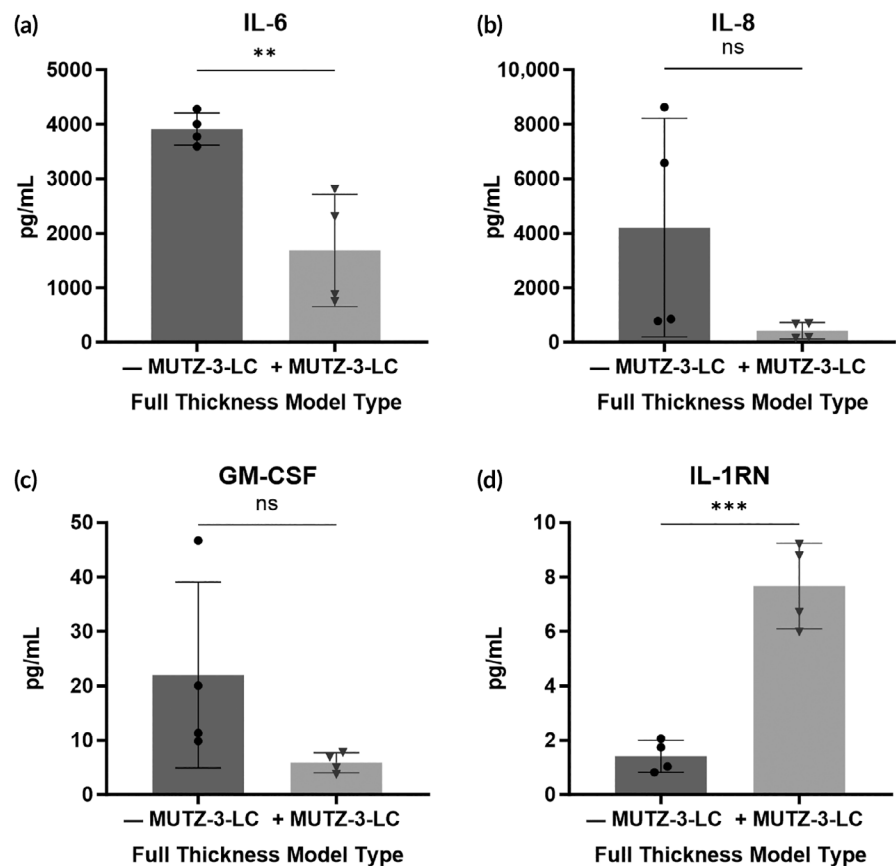 (a)
IL-6
**
5000
4000
3000
2000
1000
0
pg/mL
— MUTZ-3-LC + MUTZ-3-LC
Full Thickness Model Type
(b)
IL-8
ns
10,000
8000
6000
4000
2000
0
pg/mL
— MUTZ-3-LC + MUTZ-3-LC
Full Thickness Model Type
(c)
GM-CSF
ns
50
40
30
20
10
0
pg/mL
— MUTZ-3-LC + MUTZ-3-LC
Full Thickness Model Type
(d)
IL-1RN
***
10
8
6
4
2
0
pg/mL
— MUTZ-3-LC + MUTZ-3-LC
Full Thickness Model Type